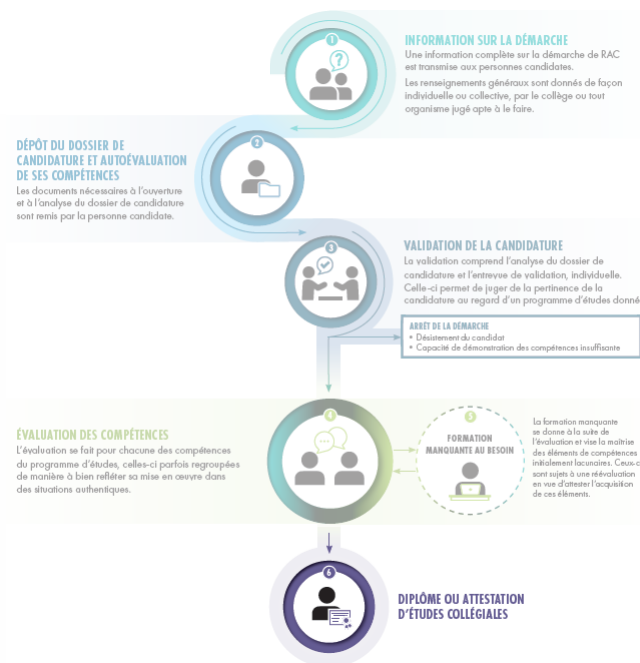 1
INFORMATION SUR LA DÉMARCHE
Une information complète sur la démarche de RAC
est transmise aux personnes candidates.
Les renseignements généraux sont donnés de façon
individuelle ou collective, par le collège ou tout
organisme jugé apte à le faire.
2
DÉPÔT DU DOSSIER DE
CANDIDATURE ET AUTOÉVALUATION
DE SES COMPÉTENCES
Les documents nécessaires à l'ouverture
et à l'analyse du dossier de candidature
sont remis par la personne candidate.
3
VALIDATION DE LA CANDIDATURE
La validation comprend l'analyse du dossier de
candidature et l'entrevue de validation, individuelle.
Celle-ci permet de juger de la pertinence de la
candidature au regard d'un programme d'études donné
ARRÊT DE LA DÉMARCHE
• Désistement du candidat
• Capacité de démonstration des compétences insuffisante
4
ÉVALUATION DES COMPÉTENCES
L'évaluation se fait pour chacune des compétences
du programme d'études, celles-ci parfois regroupées
de manière à bien refléter sa mise en œuvre dans
des situations authentiques.
5
FORMATION
MANQUANTE AU BESOIN
La formation manquante
se donne à la suite de
l'évaluation et vise la maîtrise
des éléments de compétences
initialement lacunaires. Ceux-c
sont sujets à une réévaluation
en vue d'attester l'acquisition
de ces éléments.
6
DIPLÔME OU ATTESTATION
D'ÉTUDES COLLÉGIALES